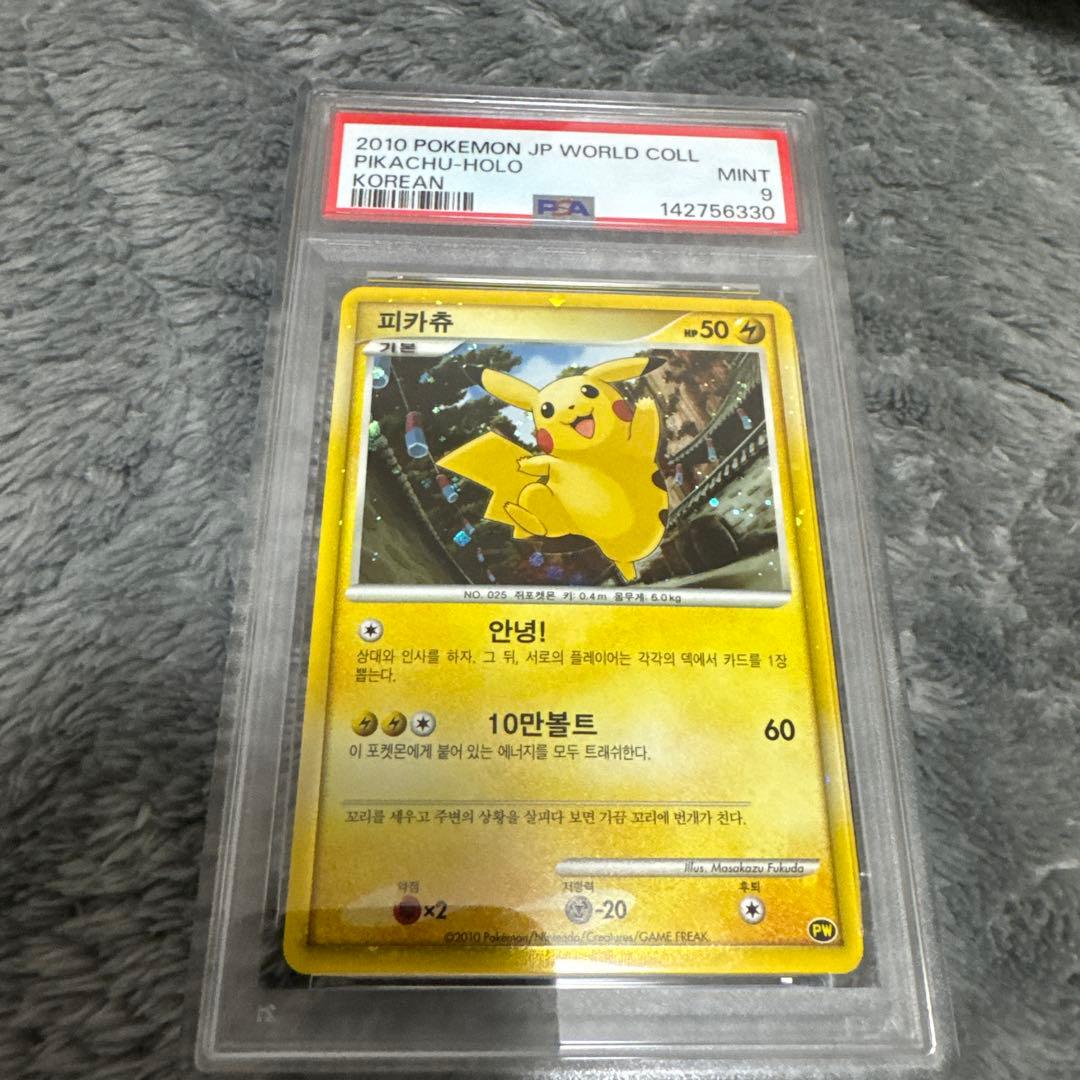 2010 POKEMON JP WORLD COLL
PIKACHU-HOLO
KOREAN
MINT
9
PSA
142756330
피카츄
HP 50
기본
NO. 025 쥐포켓몬 키: 0.4m 몸무게: 6.0kg
안녕!
상대와 인사를 하자. 그 뒤, 서로의 플레이어는 각각의 덱에서 카드를 1장
뽑는다.
10만볼트 60
이 포켓몬에게 붙어 있는 에너지를 모두 트래쉬한다.
꼬리를 세우고 주변의 상황을 살피다 보면 가끔 꼬리에 번개가 친다.
Illus. Masakazu Fukuda
약점 저항력 후퇴
×2 -20
PW
©2010 Pokémon/Nintendo/Creatures/GAME FREAK.